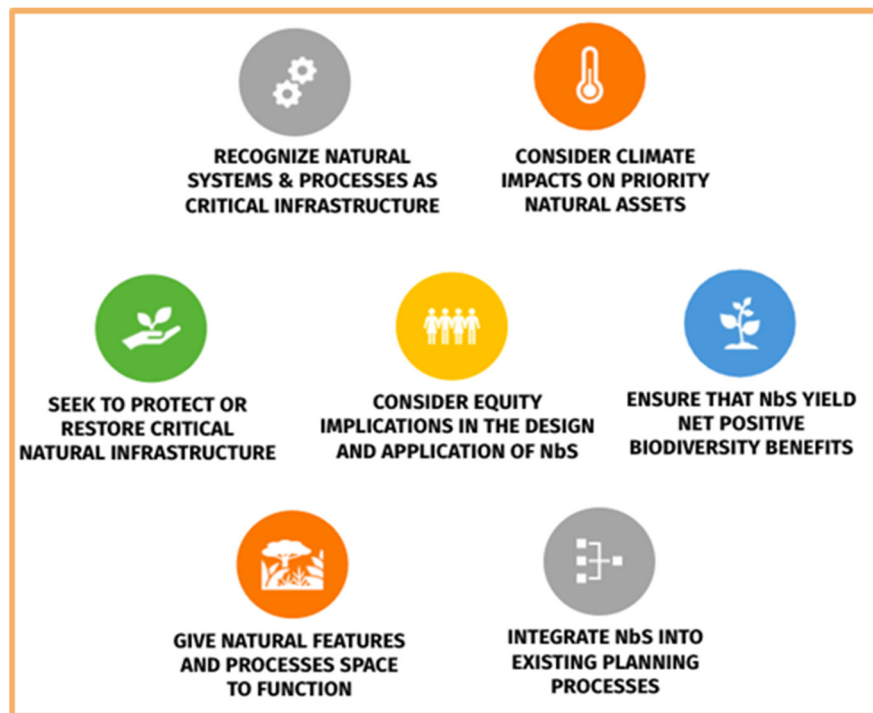 RECOGNIZE NATURAL
SYSTEMS & PROCESSES AS
CRITICAL INFRASTRUCTURE
CONSIDER CLIMATE
IMPACTS ON PRIORITY
NATURAL ASSETS
SEEK TO PROTECT OR
RESTORE CRITICAL
NATURAL INFRASTRUCTURE
CONSIDER EQUITY
IMPLICATIONS IN THE DESIGN
AND APPLICATION OF NbS
ENSURE THAT NbS YIELD
NET POSITIVE
BIODIVERSITY BENEFITS
GIVE NATURAL FEATURES
AND PROCESSES SPACE
TO FUNCTION
INTEGRATE NbS INTO
EXISTING PLANNING
PROCESSES